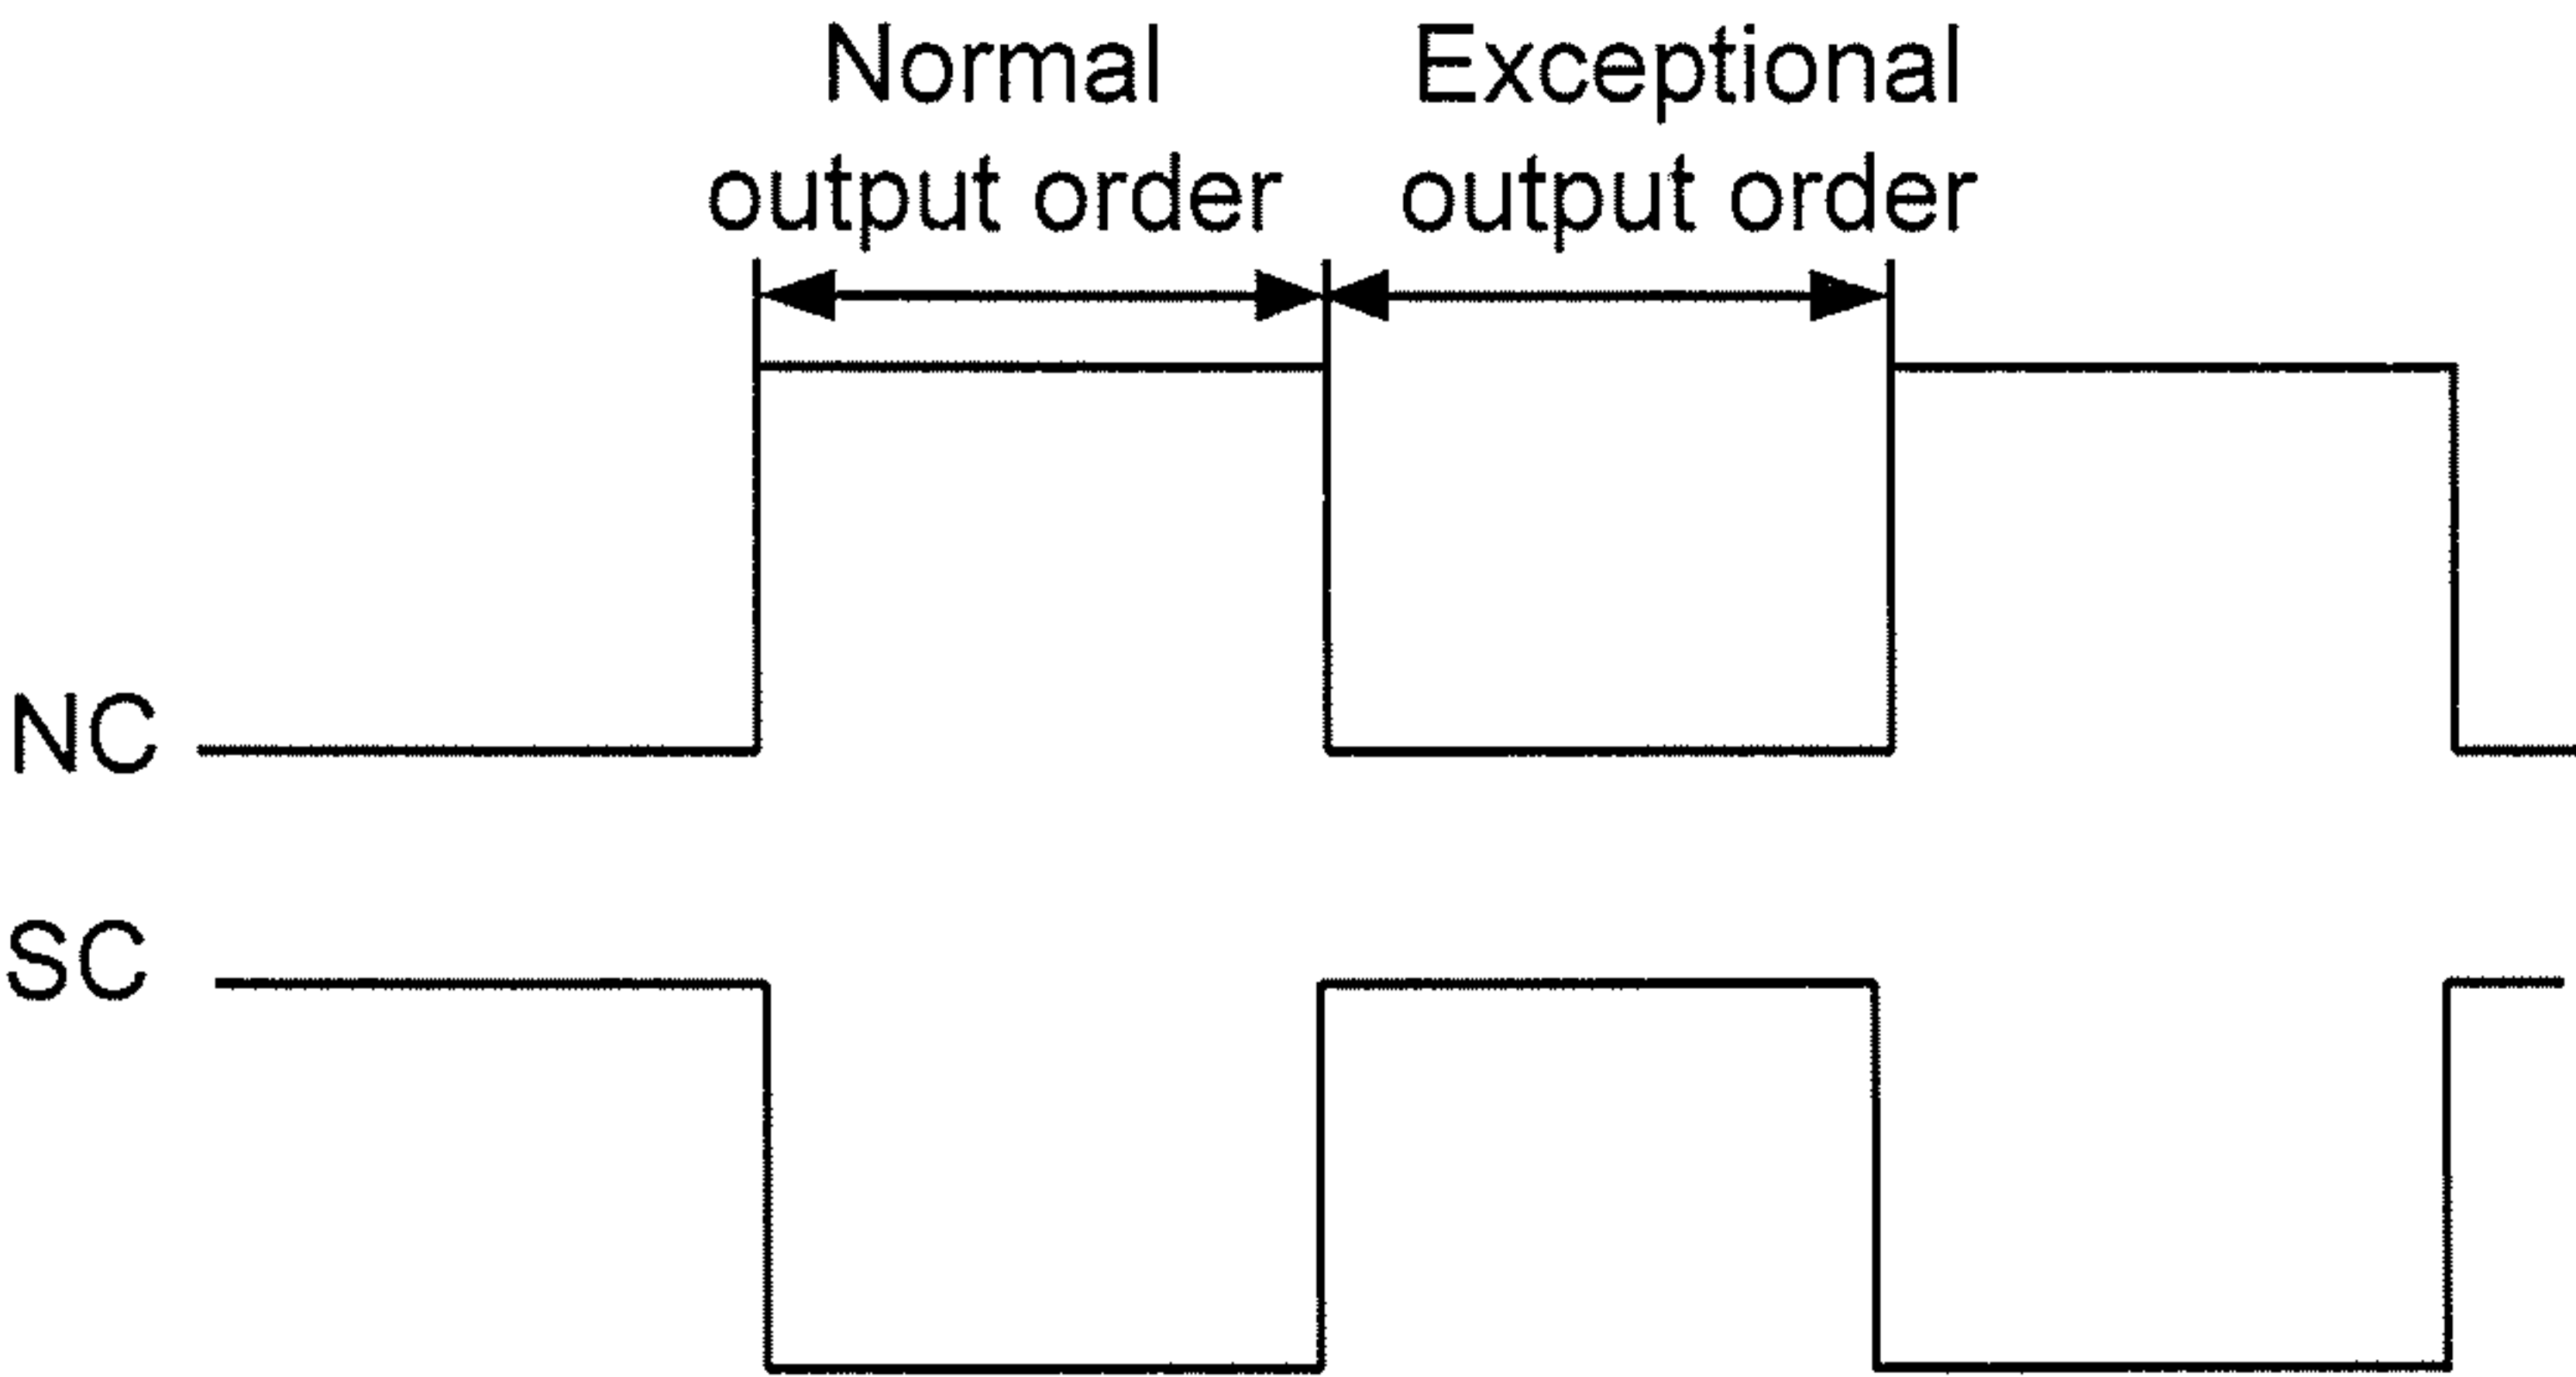 Normal
output order
Exceptional
output order
NC
SC